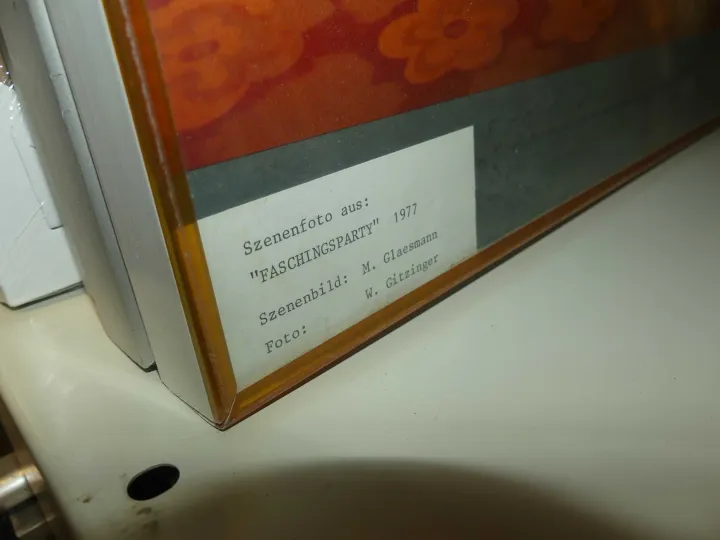 Szenenfoto aus:
"FASCHINGSPARTY" 1977
Szenenbild: M. Glaesmann
Foto: W. Gitzinger